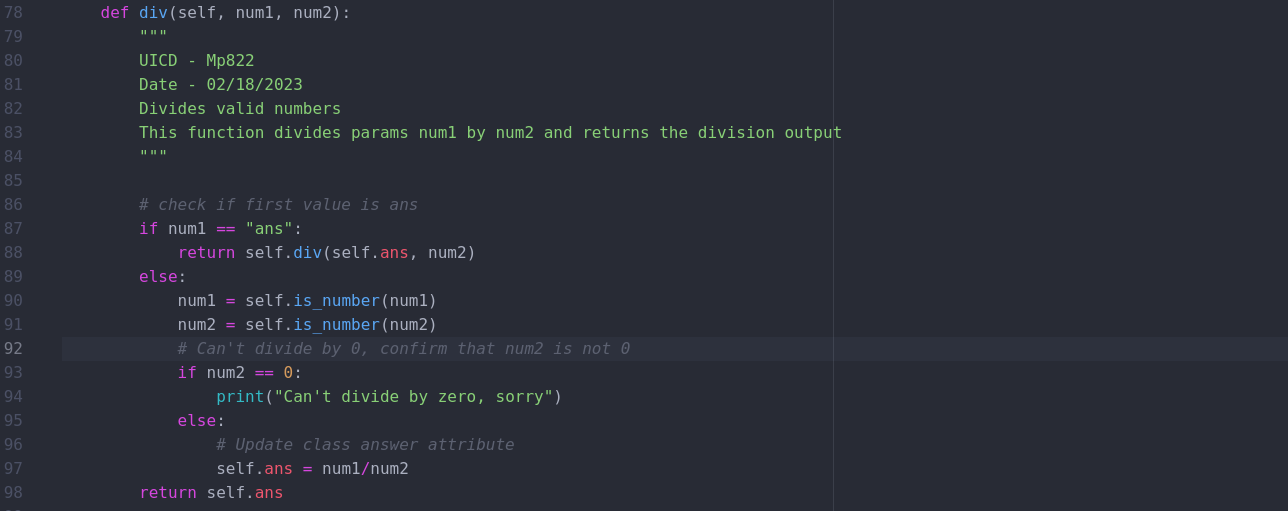 78 def div(self, num1, num2):
79 """
80 UICD - Mp822
81 Date - 02/18/2023
82 Divides valid numbers
83 This function divides params num1 by num2 and returns the division output
84 """
85
86 # check if first value is ans
87 if num1 == "ans":
88 return self.div(self.ans, num2)
89 else:
90 num1 = self.is_number(num1)
91 num2 = self.is_number(num2)
92 # Can't divide by 0, confirm that num2 is not 0
93 if num2 == 0:
94 print("Can't divide by zero, sorry")
95 else:
96 # Update class answer attribute
97 self.ans = num1/num2
98 return self.ans